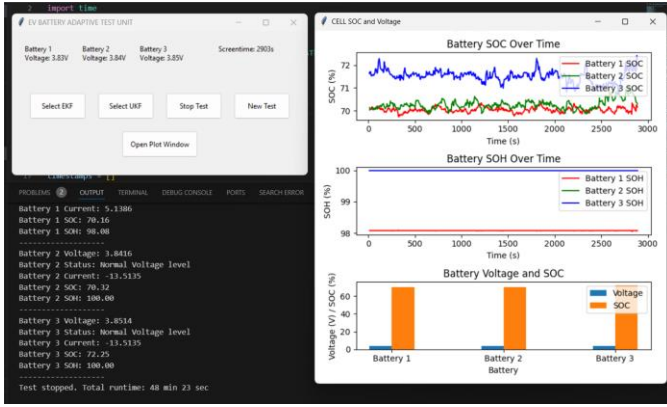 2 import time
EV BATTERY ADAPTIVE TEST UNIT
Battery 1 Battery 2 Battery 3 Screentime: 2903s
Voltage: 3.83V Voltage: 3.84V Voltage: 3.85V
Select EKF Select UKF Stop Test New Test
Open Plot Window
17 timestamps = []
PROBLEMS 2 OUTPUT TERMINAL DEBUG CONSOLE PORTS SEARCH ERROR
Battery 1 Current: 5.1386
Battery 1 SOC: 70.16
Battery 1 SOH: 98.08
-------------------
Battery 2 Voltage: 3.8416
Battery 2 Status: Normal Voltage level
Battery 2 Current: -13.5135
Battery 2 SOC: 70.32
Battery 2 SOH: 100.00
-------------------
Battery 3 Voltage: 3.8514
Battery 3 Status: Normal Voltage level
Battery 3 Current: -13.5135
Battery 3 SOC: 72.25
Battery 3 SOH: 100.00
-------------------
Test stopped. Total runtime: 48 min 23 sec
CELL SOC and Voltage
Battery SOC Over Time
SOC (%)
72
71
70
Battery 1 SOC
Battery 2 SOC
Battery 3 SOC
0 500 1000 1500 2000 2500 3000
Time (s)
Battery SOH Over Time
SOH (%)
100
99
98
Battery 1 SOH
Battery 2 SOH
Battery 3 SOH
0 500 1000 1500 2000 2500 3000
Time (s)
Battery Voltage and SOC
Voltage (V) / SOC (%)
60
40
20
0
Voltage
SOC
Battery 1 Battery 2 Battery 3
Battery